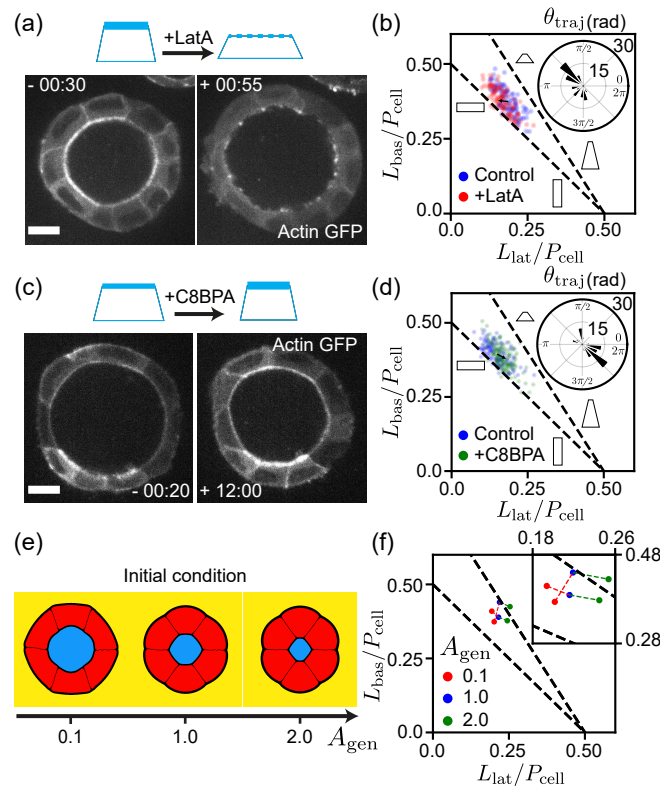 (a)
+LatA
- 00:30
+ 00:55
Actin GFP
(b)
θtraj(rad)
30
15
π/2
π
0
2π
3π/2
0.50
0.25
0.0
Lbas/Pcell
Control
+LatA
0.0
0.25
0.50
Llat/Pcell
(c)
+C8BPA
Actin GFP
- 00:20
+ 12:00
(d)
θtraj(rad)
30
15
π/2
π
0
2π
3π/2
0.50
0.25
0.0
Lbas/Pcell
Control
+C8BPA
0.0
0.25
0.50
Llat/Pcell
(e)
Initial condition
0.1
1.0
2.0
Agen
(f)
0.18
0.26
0.48
0.28
0.50
0.25
0.0
Lbas/Pcell
Agen
0.1
1.0
2.0
0.0
0.25
0.50
Llat/Pcell